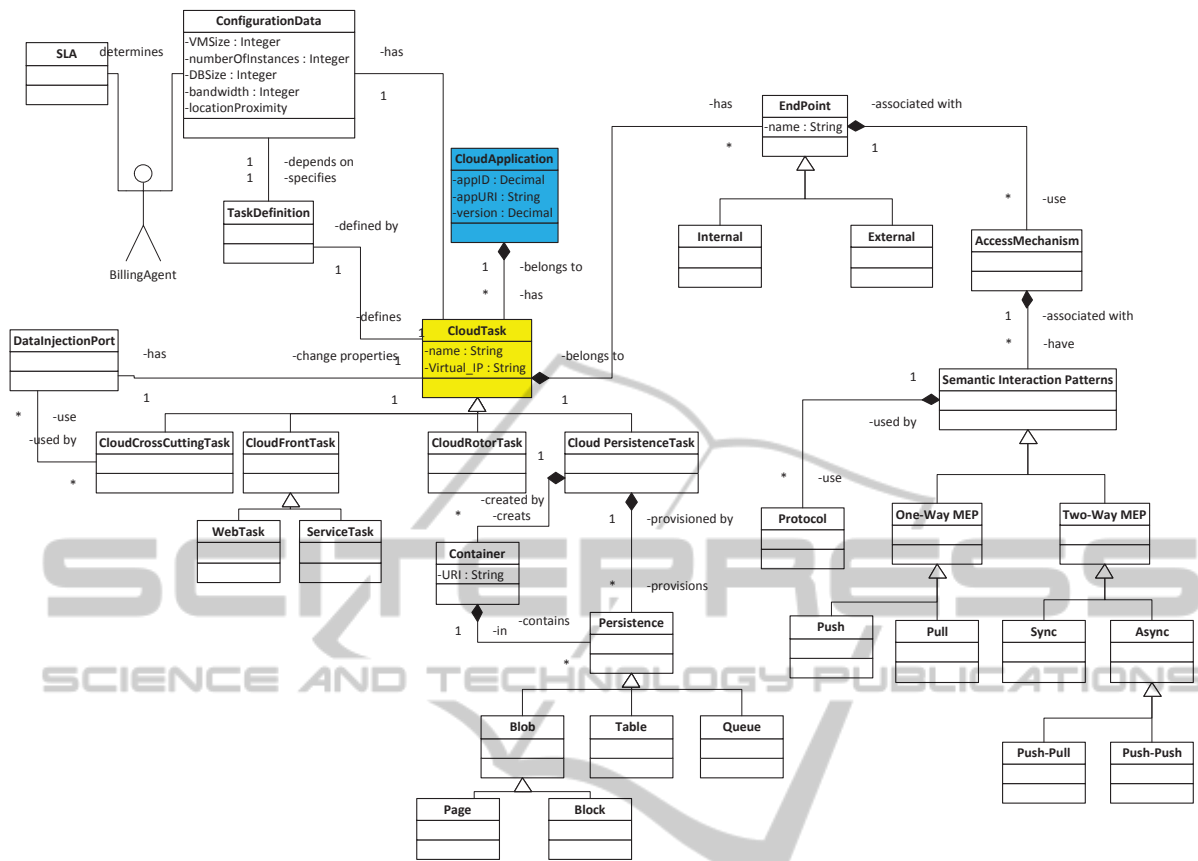 ConfigurationData
-VMSize : Integer
-numberOfInstances : Integer
-DBSize : Integer
-bandwidth : Integer
-locationProximity
SLA
determines
-has
1
BillingAgent
1
-depends on
1
-specifies
TaskDefinition
-defined by
1
CloudApplication
-appID : Decimal
-appURI : String
-version : Decimal
1
-belongs to
*
-has
-has
*
EndPoint
-name : String
-associated with
1
Internal
External
*
-use
AccessMechanism
1
-associated with
*
-have
-defines
1
CloudTask
-name : String
-Virtual_IP : String
-belongs to
DataInjectionPort
-has
-change properties
1
1
1
1
*
-use
-used by
*
CloudCrossCuttingTask
CloudFrontTask
CloudRotorTask
Cloud PersistenceTask
WebTask
ServiceTask
1
-created by
-creats
*
Container
-URI : String
1
-provisioned by
*
-provisions
-contains
1
-in
*
Persistence
Blob
Table
Queue
Page
Block
Semantic Interaction Patterns
1
-used by
*
-use
Protocol
One-Way MEP
Two-Way MEP
Push
Pull
Sync
Async
Push-Pull
Push-Push
SCITEPRESS
SCIENCE AND TECHNOLOGY PUBLICATIONS